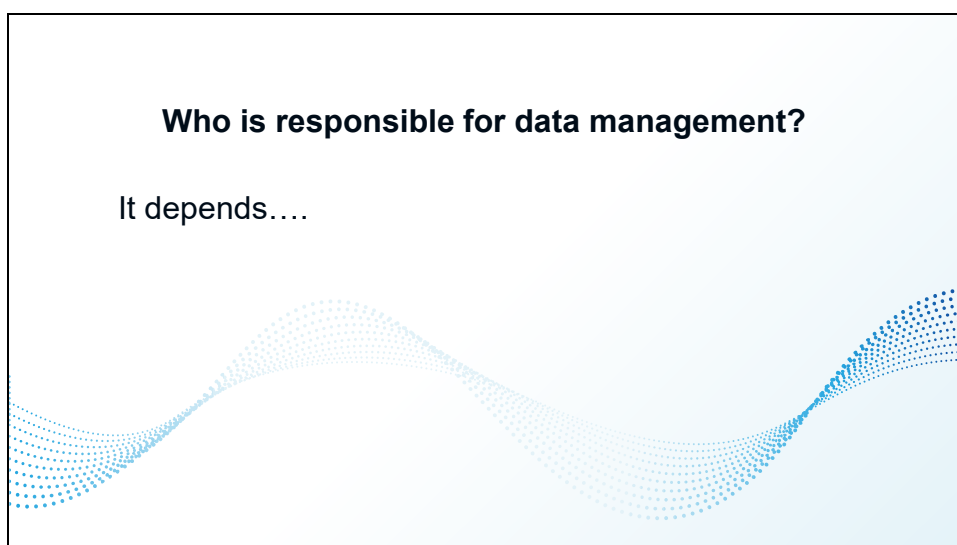 Who is responsible for data management?
It depends….